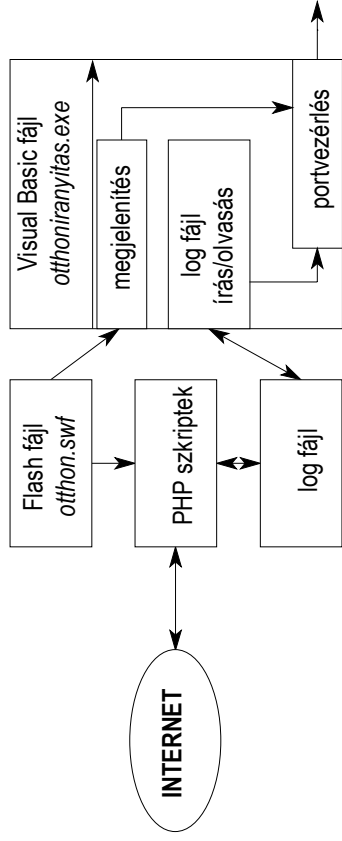 INTERNET
Flash fájl
otthon.swf
PHP szkriptek
log fájl
Visual Basic fájl
otthoniranyitas.exe
megjelenítés
log fájl
írás/olvasás
portvezérlés